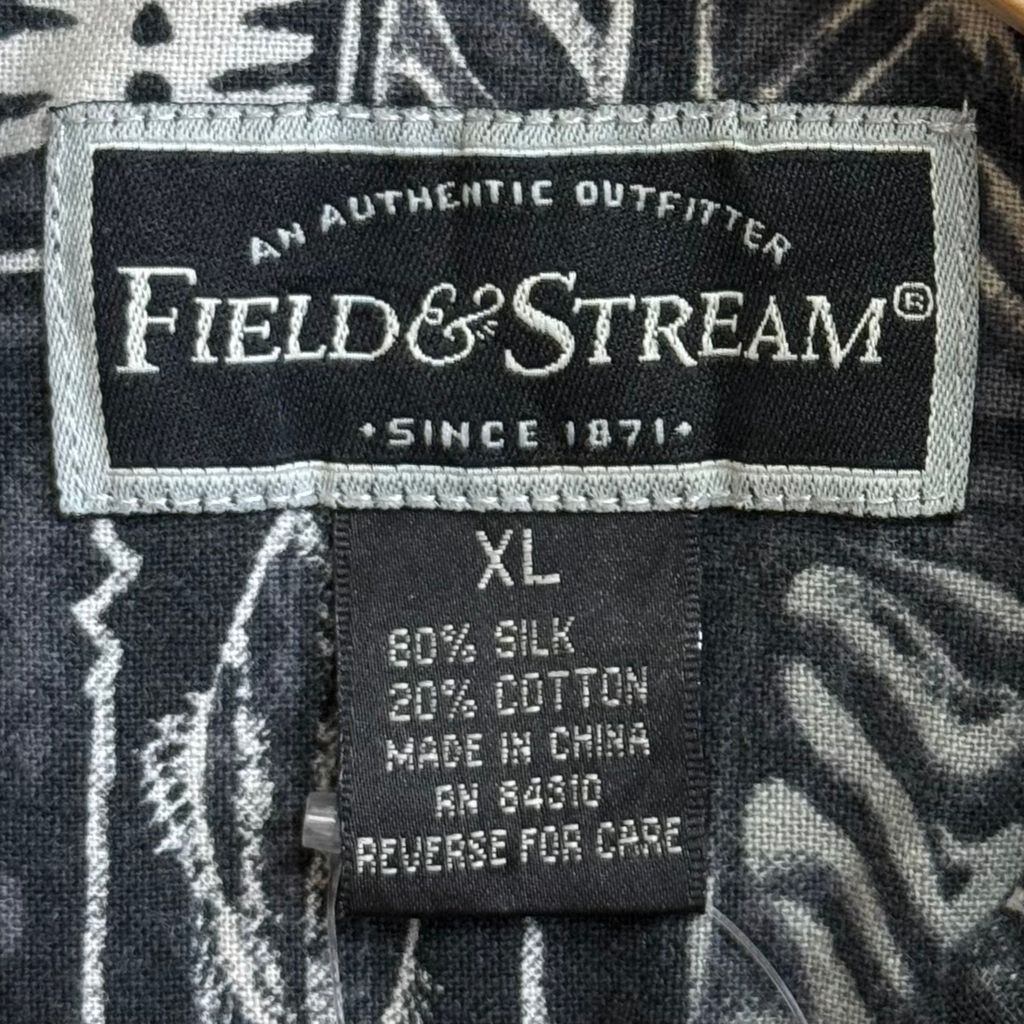 AN AUTHENTIC OUTFITTER
FIELD & STREAM®
•SINCE 1871•
XL
80% SILK
20% COTTON
MADE IN CHINA
RN 84310
REVERSE FOR CARE